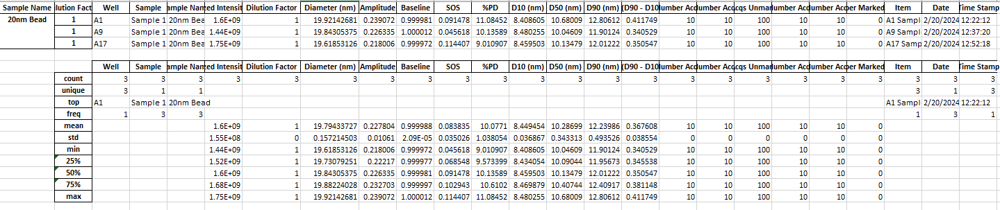 Sample Name lution Fact Well Sample ample Nam zed Intensit Dilution Factor Diameter (nm) Amplitude Baseline SOS %PD D10 (nm) D50 (nm) D90 (nm) (D90 - D10 Number Acq umber Acc cqs Unmar lumber Acq umber Acc per Marked Item Date Time Stamp
20nm Bead 1 A1 Sample 1 20nm Bea 1.6E+09 1 19.92142681 0.239072 0.999981 0.091478 11.08452 8.408605 10.68009 12.80612 0.411749 10 10 100 10 10 0 A1 Sampl 2/20/2024 12:22:12
1 A9 Sample 1 20nm Bea 1.44E+09 1 19.84305375 0.226335 1.000012 0.045618 10.13589 8.480255 10.04609 11.90124 0.340529 10 10 100 10 10 0 A9 Sampl 2/20/2024 12:37:20
1 A17 Sample 1 20nm Bea 1.75E+09 1 19.61853126 0.218006 0.999972 0.114407 9.010907 8.459503 10.13479 12.01222 0.350547 10 10 100 10 10 0 A17 Samp 2/20/2024 12:52:18
Well Sample ample Nam zed Intensit Dilution Factor Diameter (nm) Amplitude Baseline SOS %PD D10 (nm) D50 (nm) D90 (nm) (D90 - D10 Number Acq umber Acc cqs Unmar lumber Acq umber Acc per Marked Item Date Time Stamp
count 3 3 3 3 3 3 3 3 3 3 3 3 3 3 3 3 3 3 3 3 3 3 3
unique 3 1 1 3 1 3
top A1 Sample 1 20nm Bead A1 Sampl 2/20/2024 12:22:12
freq 1 3 3 1 3 1
mean 1.6E+09 1 19.79433727 0.227804 0.999988 0.083835 10.0771 8.449454 10.28699 12.23986 0.367608 10 10 100 10 10 0
std 1.55E+08 0 0.157214503 0.01061 2.09E-05 0.035026 1.038054 0.036867 0.343313 0.493526 0.038554 0 0 0 0 0 0
min 1.44E+09 1 19.61853126 0.218006 0.999972 0.045618 9.010907 8.408605 10.04609 11.90124 0.340529 10 10 100 10 10 0
25% 1.52E+09 1 19.73079251 0.22217 0.999977 0.068548 9.573399 8.434054 10.09044 11.95673 0.345538 10 10 100 10 10 0
50% 1.6E+09 1 19.84305375 0.226335 0.999981 0.091478 10.13589 8.459503 10.13479 12.01222 0.350547 10 10 100 10 10 0
75% 1.68E+09 1 19.88224028 0.232703 0.999997 0.102943 10.6102 8.469879 10.40744 12.40917 0.381148 10 10 100 10 10 0
max 1.75E+09 1 19.92142681 0.239072 1.000012 0.114407 11.08452 8.480255 10.68009 12.80612 0.411749 10 10 100 10 10 0